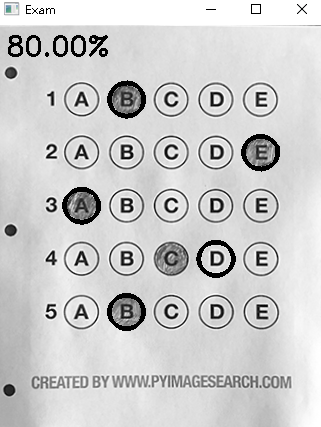 Exam
80.00%
1 A B C D E
2 A B C D E
3 A B C D E
4 A B C D E
5 A B C D E
CREATED BY WWW.PYIMAGESEARCH.COM